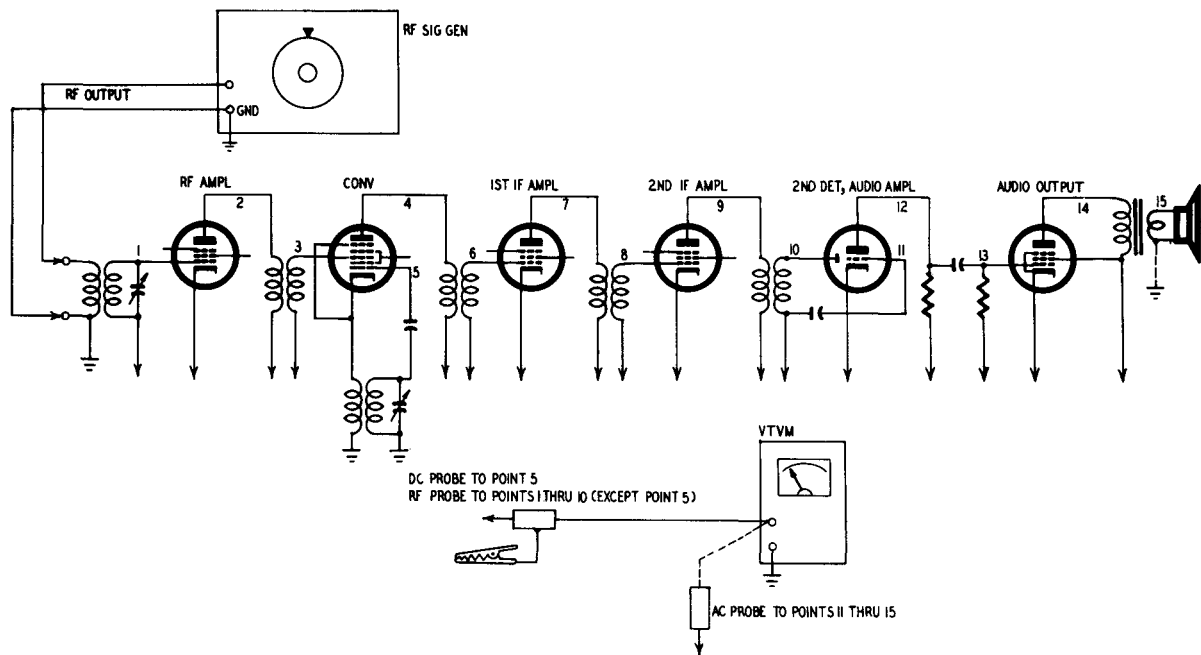 RF SIG GEN
RF OUTPUT
GND
RF AMPL
CONV
1ST IF AMPL
2ND IF AMPL
2ND DET, AUDIO AMPL
AUDIO OUTPUT
2
4
7
9
12
14
15
1
3
5
6
8
10
11
13
VTVM
DC PROBE TO POINT 5
RF PROBE TO POINTS 1 THRU 10 (EXCEPT POINT 5)
AC PROBE TO POINTS 11 THRU 15